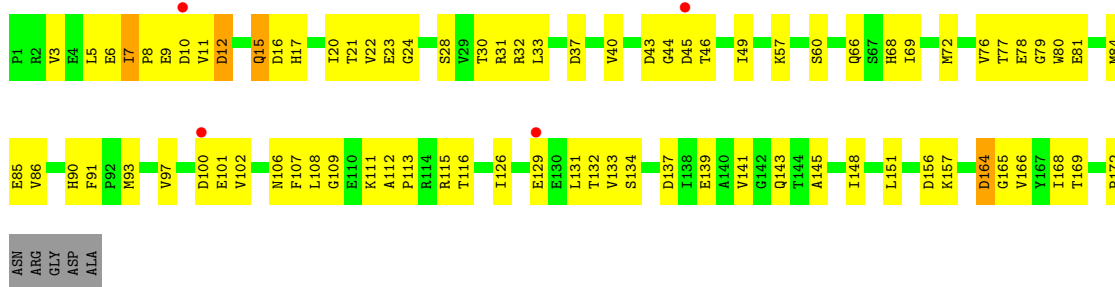 P1 R2 V3 E4 L5 E6 I7 P8 E9 D10 V11 D12 Q15 D16 H17 I20 T21 V22 E23 G24 S28 V29 T30 R31 R32 L33 D37 V40 D43 G44 D45 T46 I49 K57 S60 Q66 S67 H68 I69 M72 V76 T77 E78 G79 W80 E81
E85 V86 H90 F91 P92 M93 V97 D100 E101 V102 N106 F107 L108 G109 E110 K111 A112 P113 R114 R115 T116 I126 E129 E130 L131 T132 V133 S134 D137 I138 E139 A140 V141 G142 Q143 T144 A145 I148 L151 D156 K157 D164 G165 V166 Y167 I168 T169
ASN ARG GLY ASP ALA